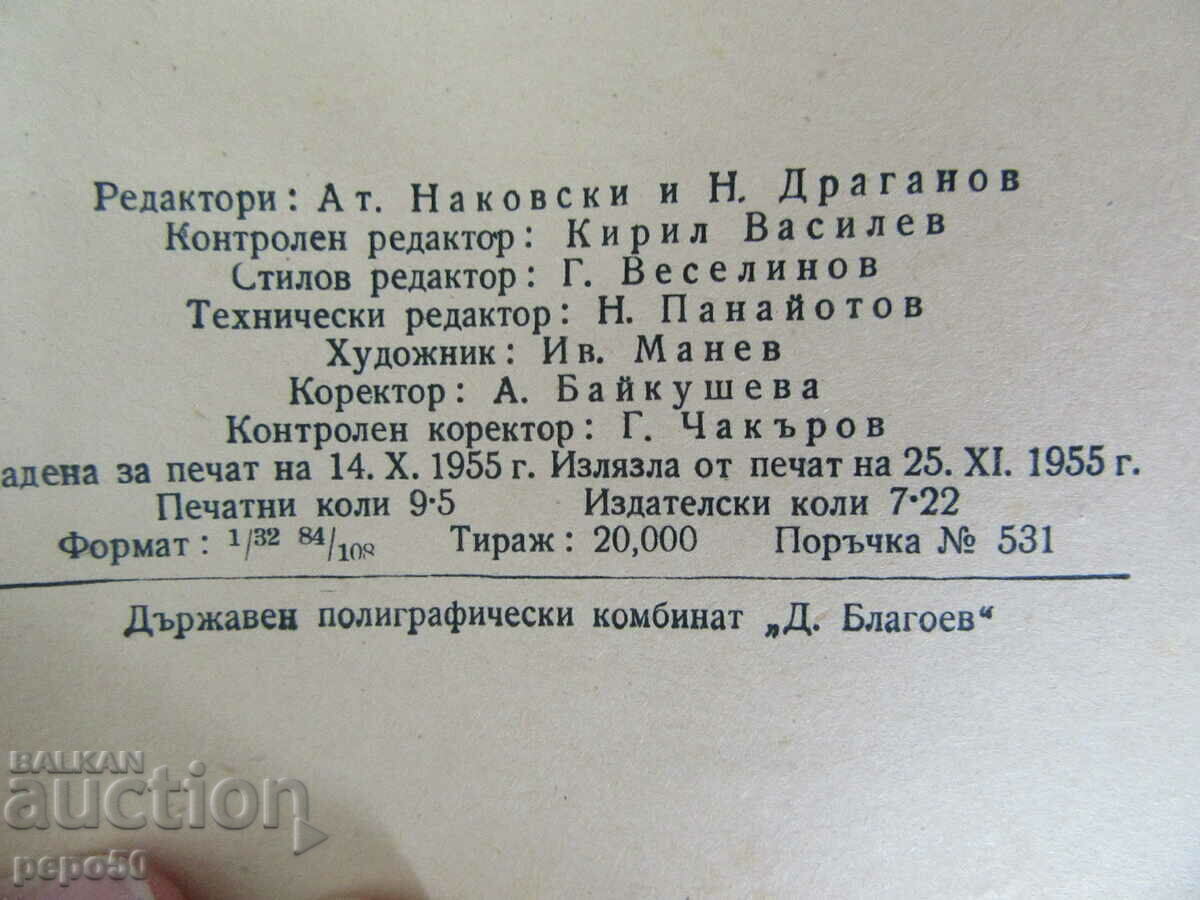 Редактори: Ат. Наковски и Н. Драганов
Контролен редактор: Кирил Василев
Стилов редактор: Г. Веселинов
Технически редактор: Н. Панайотов
Художник: Ив. Манев
Коректор: А. Байкушева
Контролен коректор: Г. Чакъров
адена за печат на 14. X. 1955 г. Излязла от печат на 25. XI. 1955 г.
Печатни коли 9·5 Издателски коли 7·22
Формат: 1/32 84/108 Тираж: 20,000 Поръчка № 531
Държавен полиграфически комбинат „Д. Благоев“
BALKAN
auction
pepo50